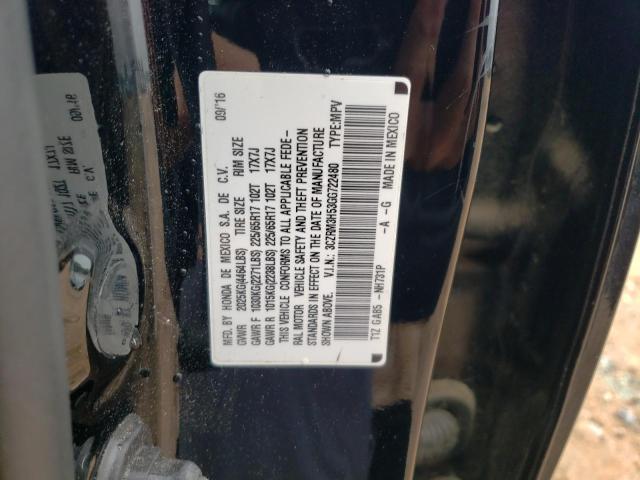 MFD. BY HONDA DE MEXICO S.A. DE C.V. 09/'16
GVWR 2025KG(4464LBS) TIRE SIZE RIM SIZE
GAWR F 1030KG(2271LBS) 225/65R17 102T 17X7J
GAWR R 1015KG(2238LBS) 225/65R17 102T 17X7J
THIS VEHICLE CONFORMS TO ALL APPLICABLE FEDE-
RAL MOTOR VEHICLE SAFETY AND THEFT PREVENTION
STANDARDS IN EFFECT ON THE DATE OF MANUFACTURE
SHOWN ABOVE. V.I.N.: 3CZRM3H53GG722480 TYPE:MPV
T1Z GAB5 -NH731P -A -G MADE IN MEXICO